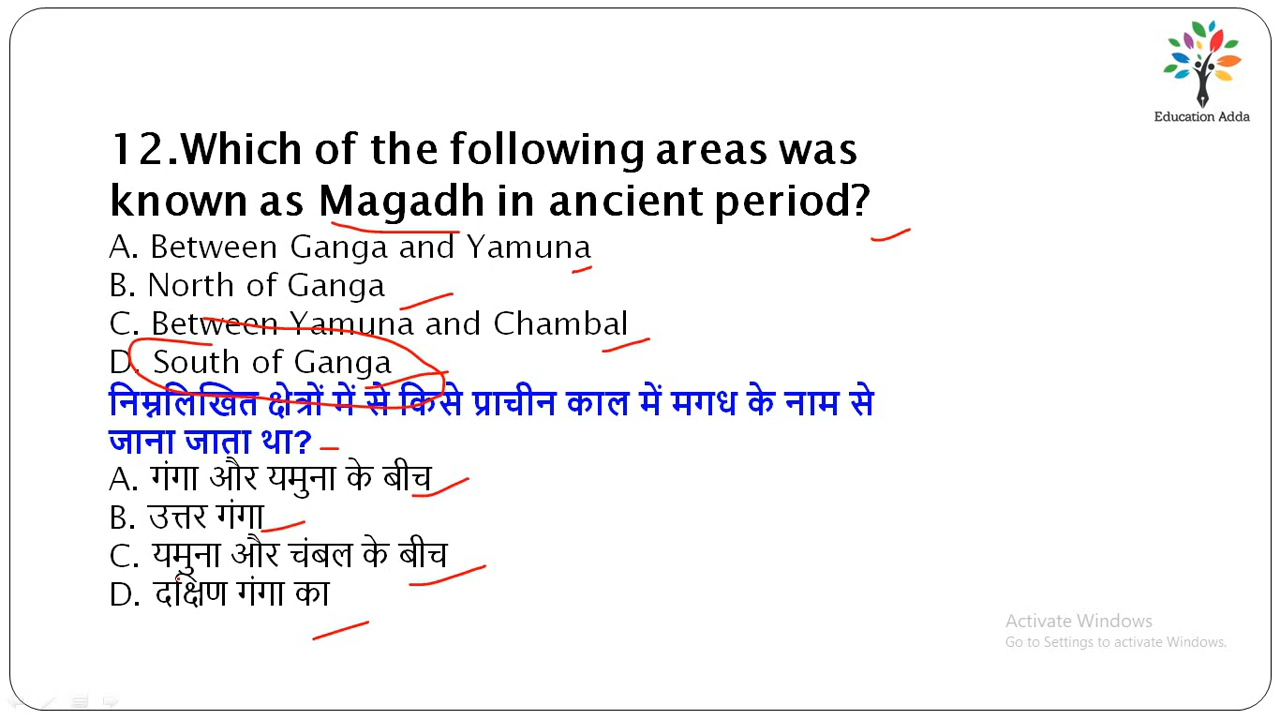 Education Adda
12.Which of the following areas was
known as Magadh in ancient period?
A. Between Ganga and Yamuna
B. North of Ganga
C. Between Yamuna and Chambal
D. South of Ganga
निम्नलिखित क्षेत्रों में से किसे प्राचीन काल में मगध के नाम से
जाना जाता था?
A. गंगा और यमुना के बीच
B. उत्तर गंगा
C. यमुना और चंबल के बीच
D. दक्षिण गंगा का
Activate Windows
Go to Settings to activate Windows.